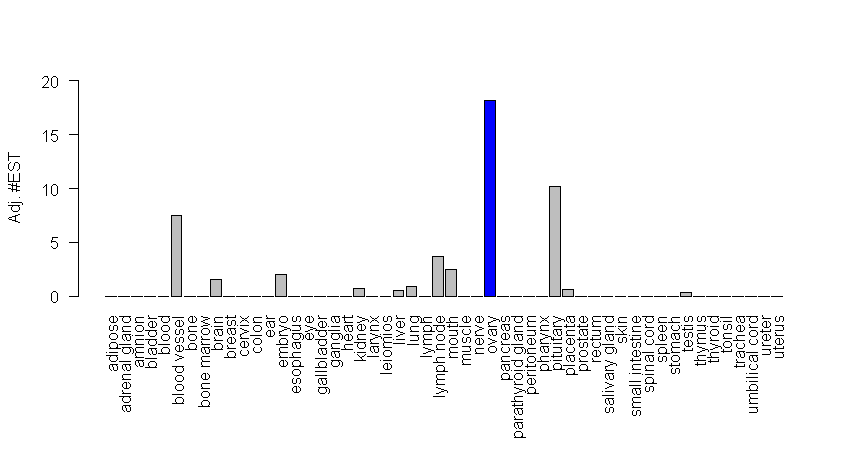 Adj. #EST
20
15
10
5
0
adipose
adrenal gland
amnion
bladder
blood
blood vessel
bone
bone marrow
brain
breast
cervix
colon
ear
embryo
esophagus
eye
gallbladder
ganglia
heart
kidney
larynx
leiomios
liver
lung
lymph
lymph node
mouth
muscle
nerve
ovary
pancreas
parathyroid gland
peritoneum
pharynx
pituitary
placenta
prostate
rectum
salivary gland
skin
small intestine
spinal cord
spleen
stomach
testis
thymus
thyroid
tonsil
trachea
umbilical cord
ureter
uterus